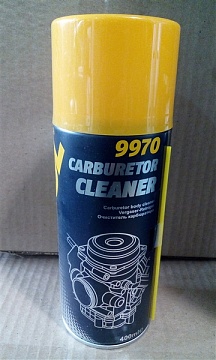 9970
CARBURETOR
CLEANER
Carburetor body cleaner
Vergaser-Reiniger
Очиститель карбюратора
400ml